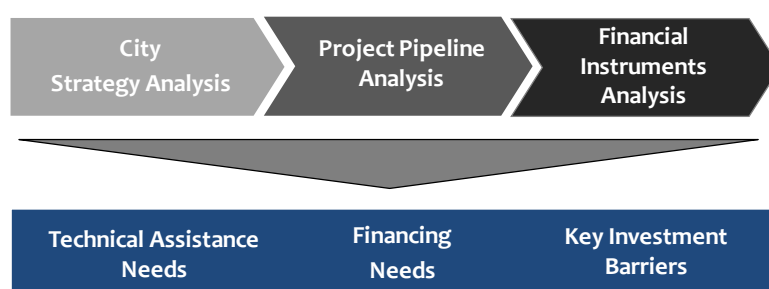 City
Strategy Analysis
Project Pipeline
Analysis
Financial
Instruments
Analysis
Technical Assistance
Needs
Financing
Needs
Key Investment
Barriers